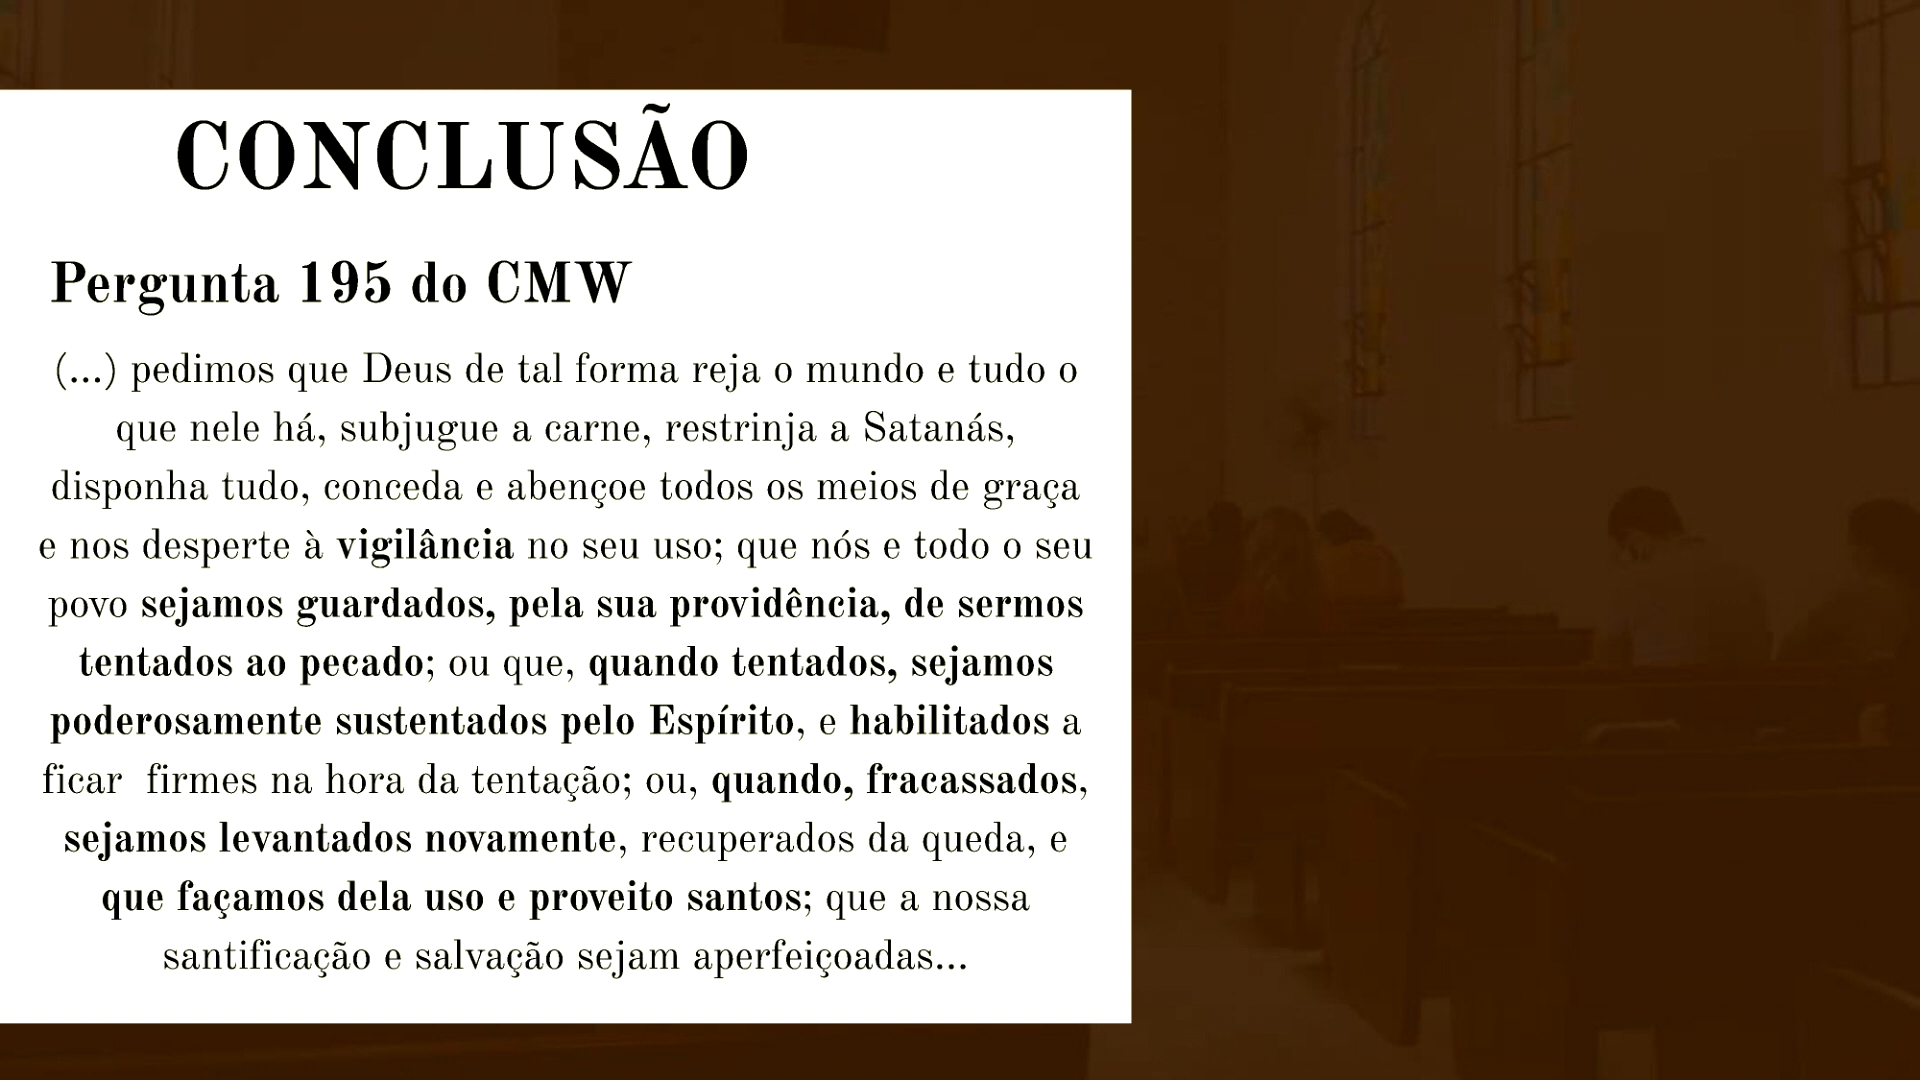 CONCLUSÃO
Pergunta 195 do CMW
(...) pedimos que Deus de tal forma reja o mundo e tudo o
que nele há, subjugue a carne, restrinja a Satanás,
disponha tudo, conceda e abençoe todos os meios de graça
e nos desperte à vigilância no seu uso; que nós e todo o seu
povo sejamos guardados, pela sua providência, de sermos
tentados ao pecado; ou que, quando tentados, sejamos
poderosamente sustentados pelo Espírito, e habilitados a
ficar  firmes na hora da tentação; ou, quando, fracassados,
sejamos levantados novamente, recuperados da queda, e
que façamos dela uso e proveito santos; que a nossa
santificação e salvação sejam aperfeiçoadas...